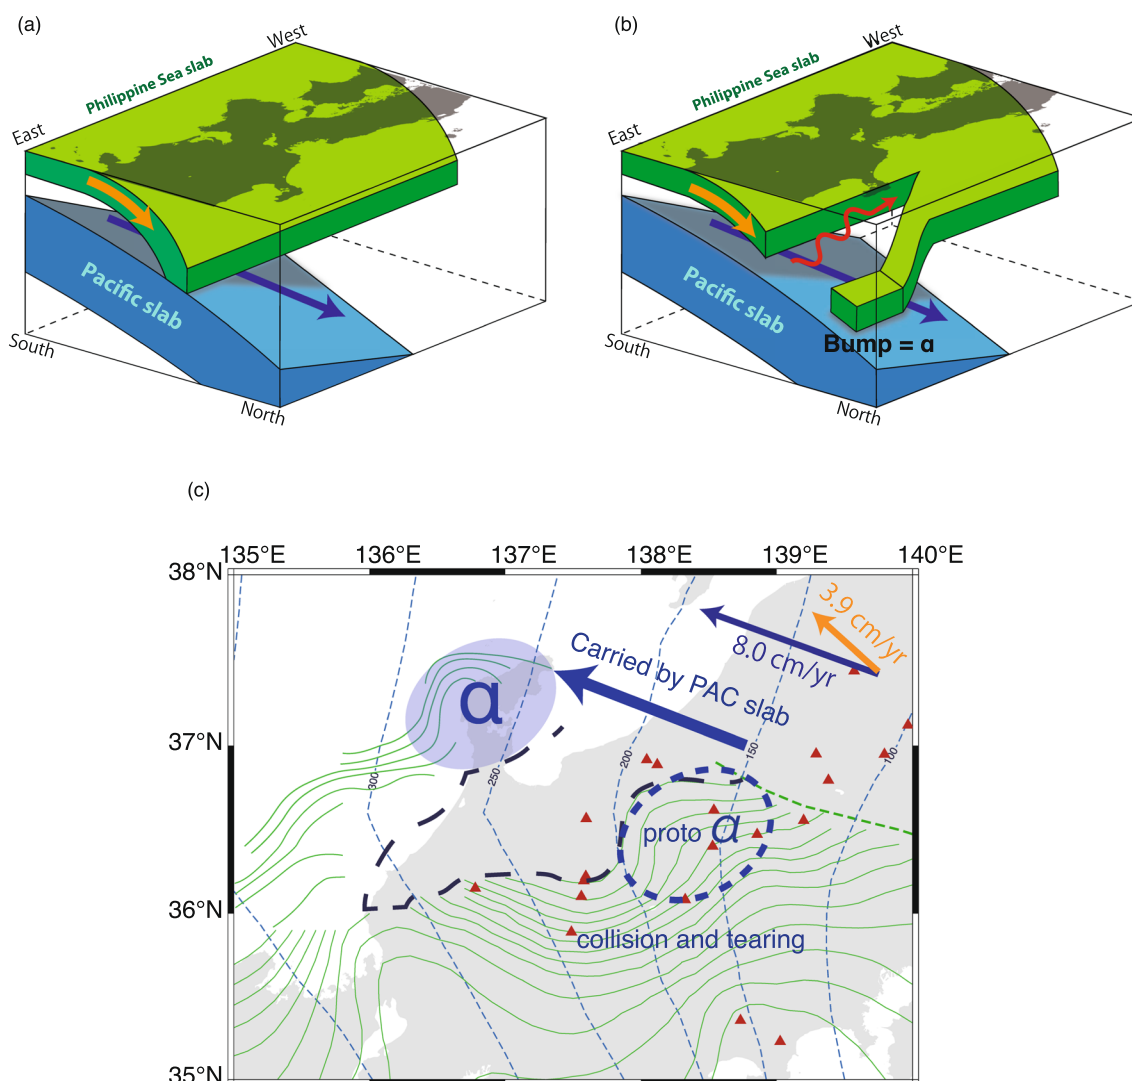 (a)
West
Philippine Sea slab
East
Pacific slab
South
North
(b)
West
Philippine Sea slab
East
Pacific slab
Bump = α
South
North
(c)
135°E 136°E 137°E 138°E 139°E 140°E
38°N
3.9 cm/yr
8.0 cm/yr
Carried by PAC slab
α
37°N
300
250
200
150
100
proto α
36°N
collision and tearing
35°N